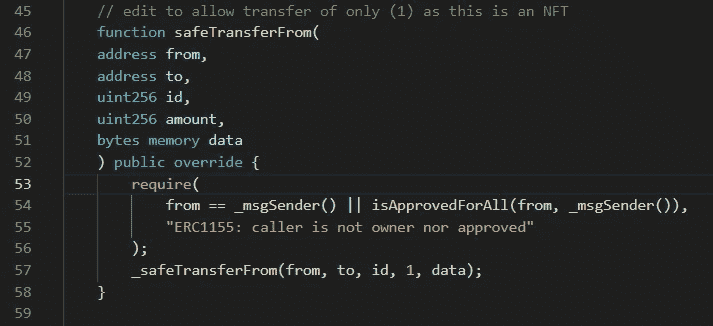 45 // edit to allow transfer of only (1) as this is an NFT
46 function safeTransferFrom(
47 address from,
48 address to,
49 uint256 id,
50 uint256 amount,
51 bytes memory data
52 ) public override {
53 require(
54 from == _msgSender() || isApprovedForAll(from, _msgSender()),
55 "ERC1155: caller is not owner nor approved"
56 );
57 _safeTransferFrom(from, to, id, 1, data);
58 }
59